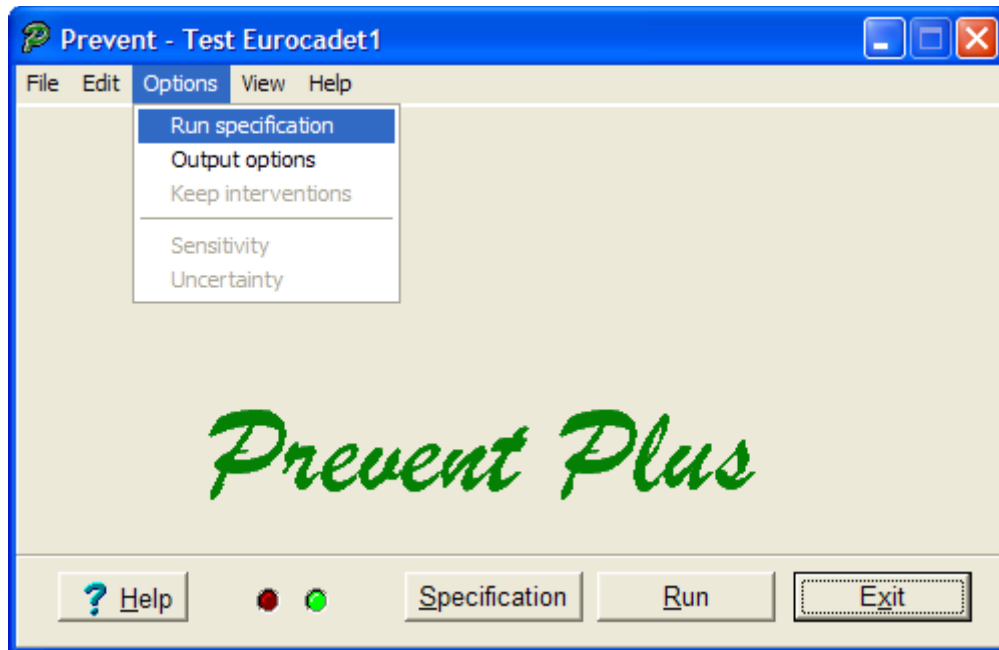 Prevent - Test Eurocadet1
File Edit Options View Help
Run specification
Output options
Keep interventions
Sensitivity
Uncertainty
Prevent Plus
? Help Specification Run Exit